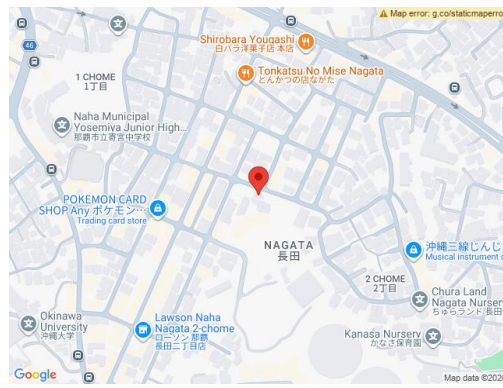 Map error: g.co/staticmaperro
46
Shirobara Yougashi
白バラ洋菓子店 本店
1 CHOME
1丁目
Tonkatsu No Mise Nagata
とんかつの店ながた
Naha Municipal
Yosemiya Junior High...
那覇市立寄宮中学校
POKEMON CARD
SHOP Any ポケモン…
Trading card store
NAGATA
長田
沖縄三線じんじ
Musical instrument
2 CHOME
2丁目
Chura Land
Nagata Nurser
ちゅらランド 長田
Okinawa
University
沖縄大学
Lawson Naha
Nagata 2-chome
ローソン 那覇
長田二丁目店
Kanasa Nursery
かなさ保育園
Google
Map data ©202